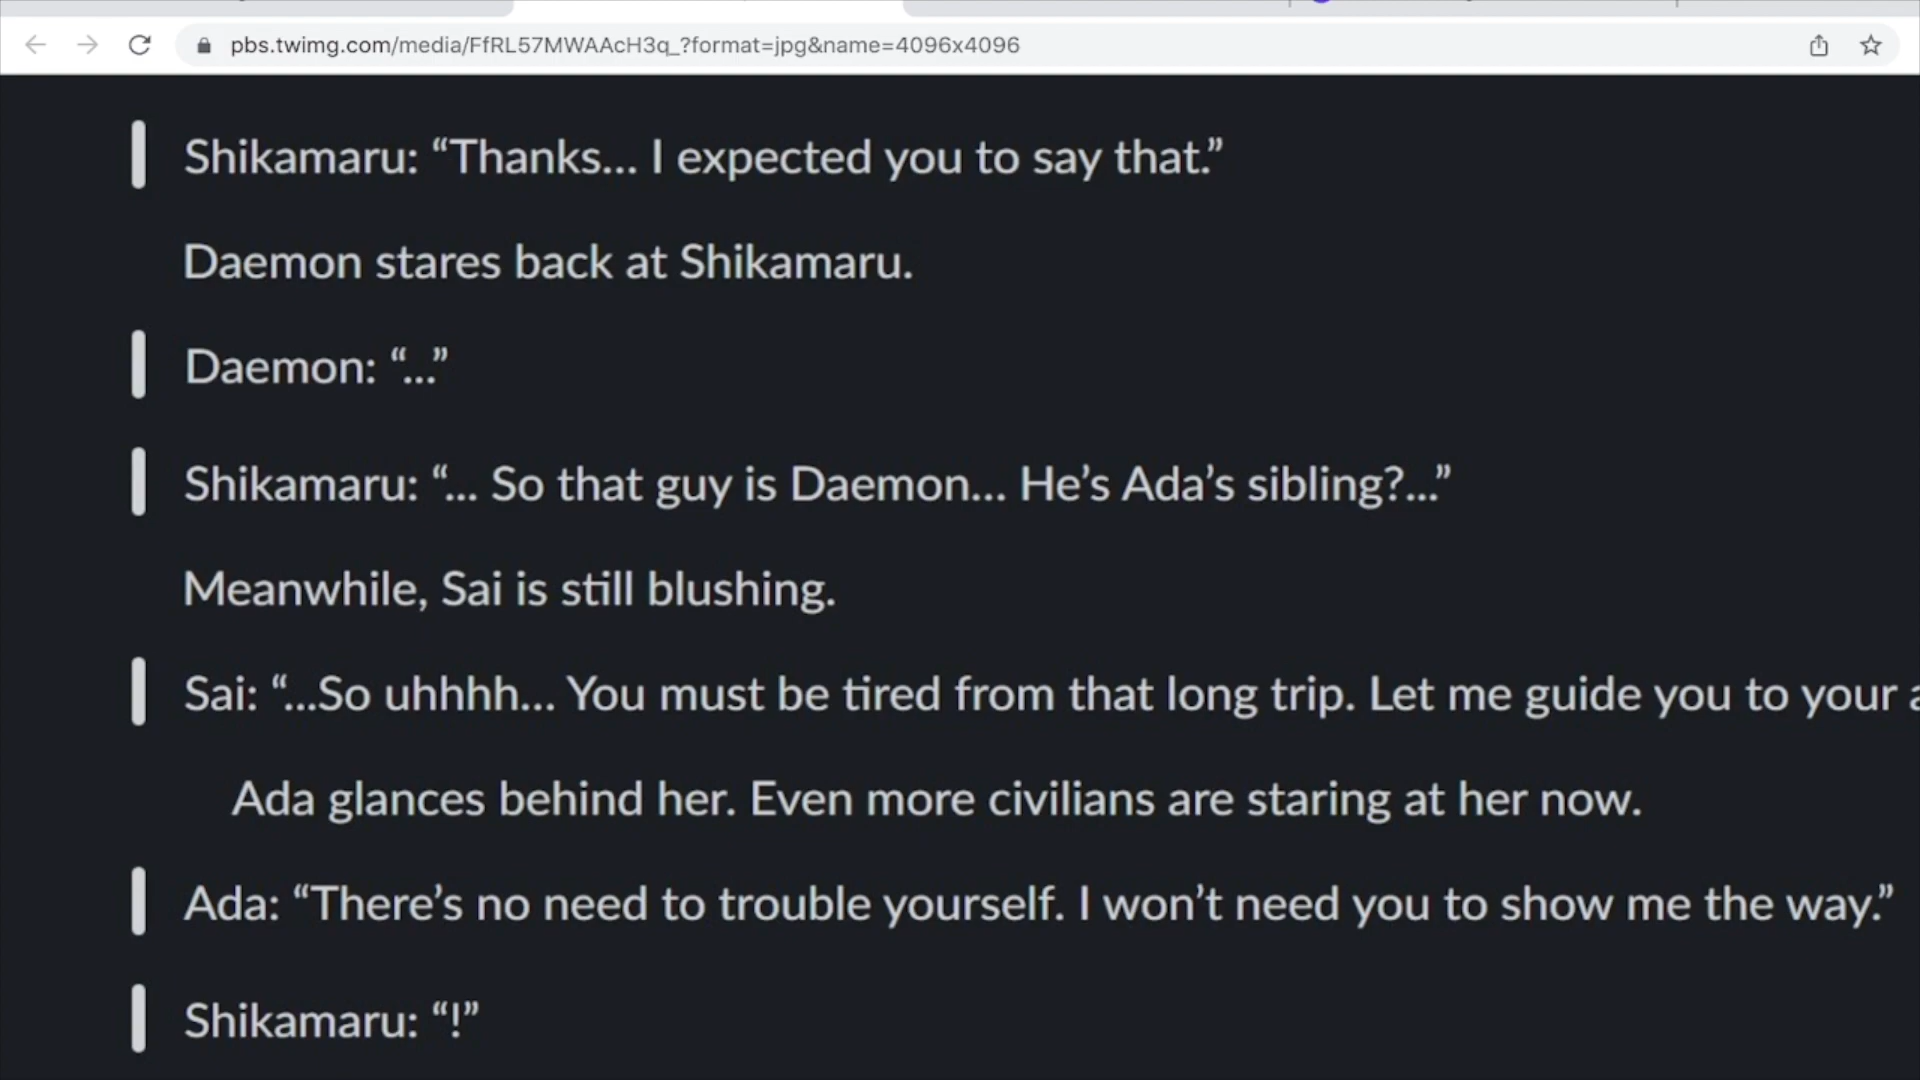 pbs.twimg.com/media/FfRL57MWAAcH3q_?format=jpg&name=4096x4096
Shikamaru: “Thanks... I expected you to say that.”
Daemon stares back at Shikamaru.
Daemon: “...”
Shikamaru: “... So that guy is Daemon... He’s Ada’s sibling?...”
Meanwhile, Sai is still blushing.
Sai: “...So uhhhh... You must be tired from that long trip. Let me guide you to your
Ada glances behind her. Even more civilians are staring at her now.
Ada: “There’s no need to trouble yourself. I won’t need you to show me the way.”
Shikamaru: “!”